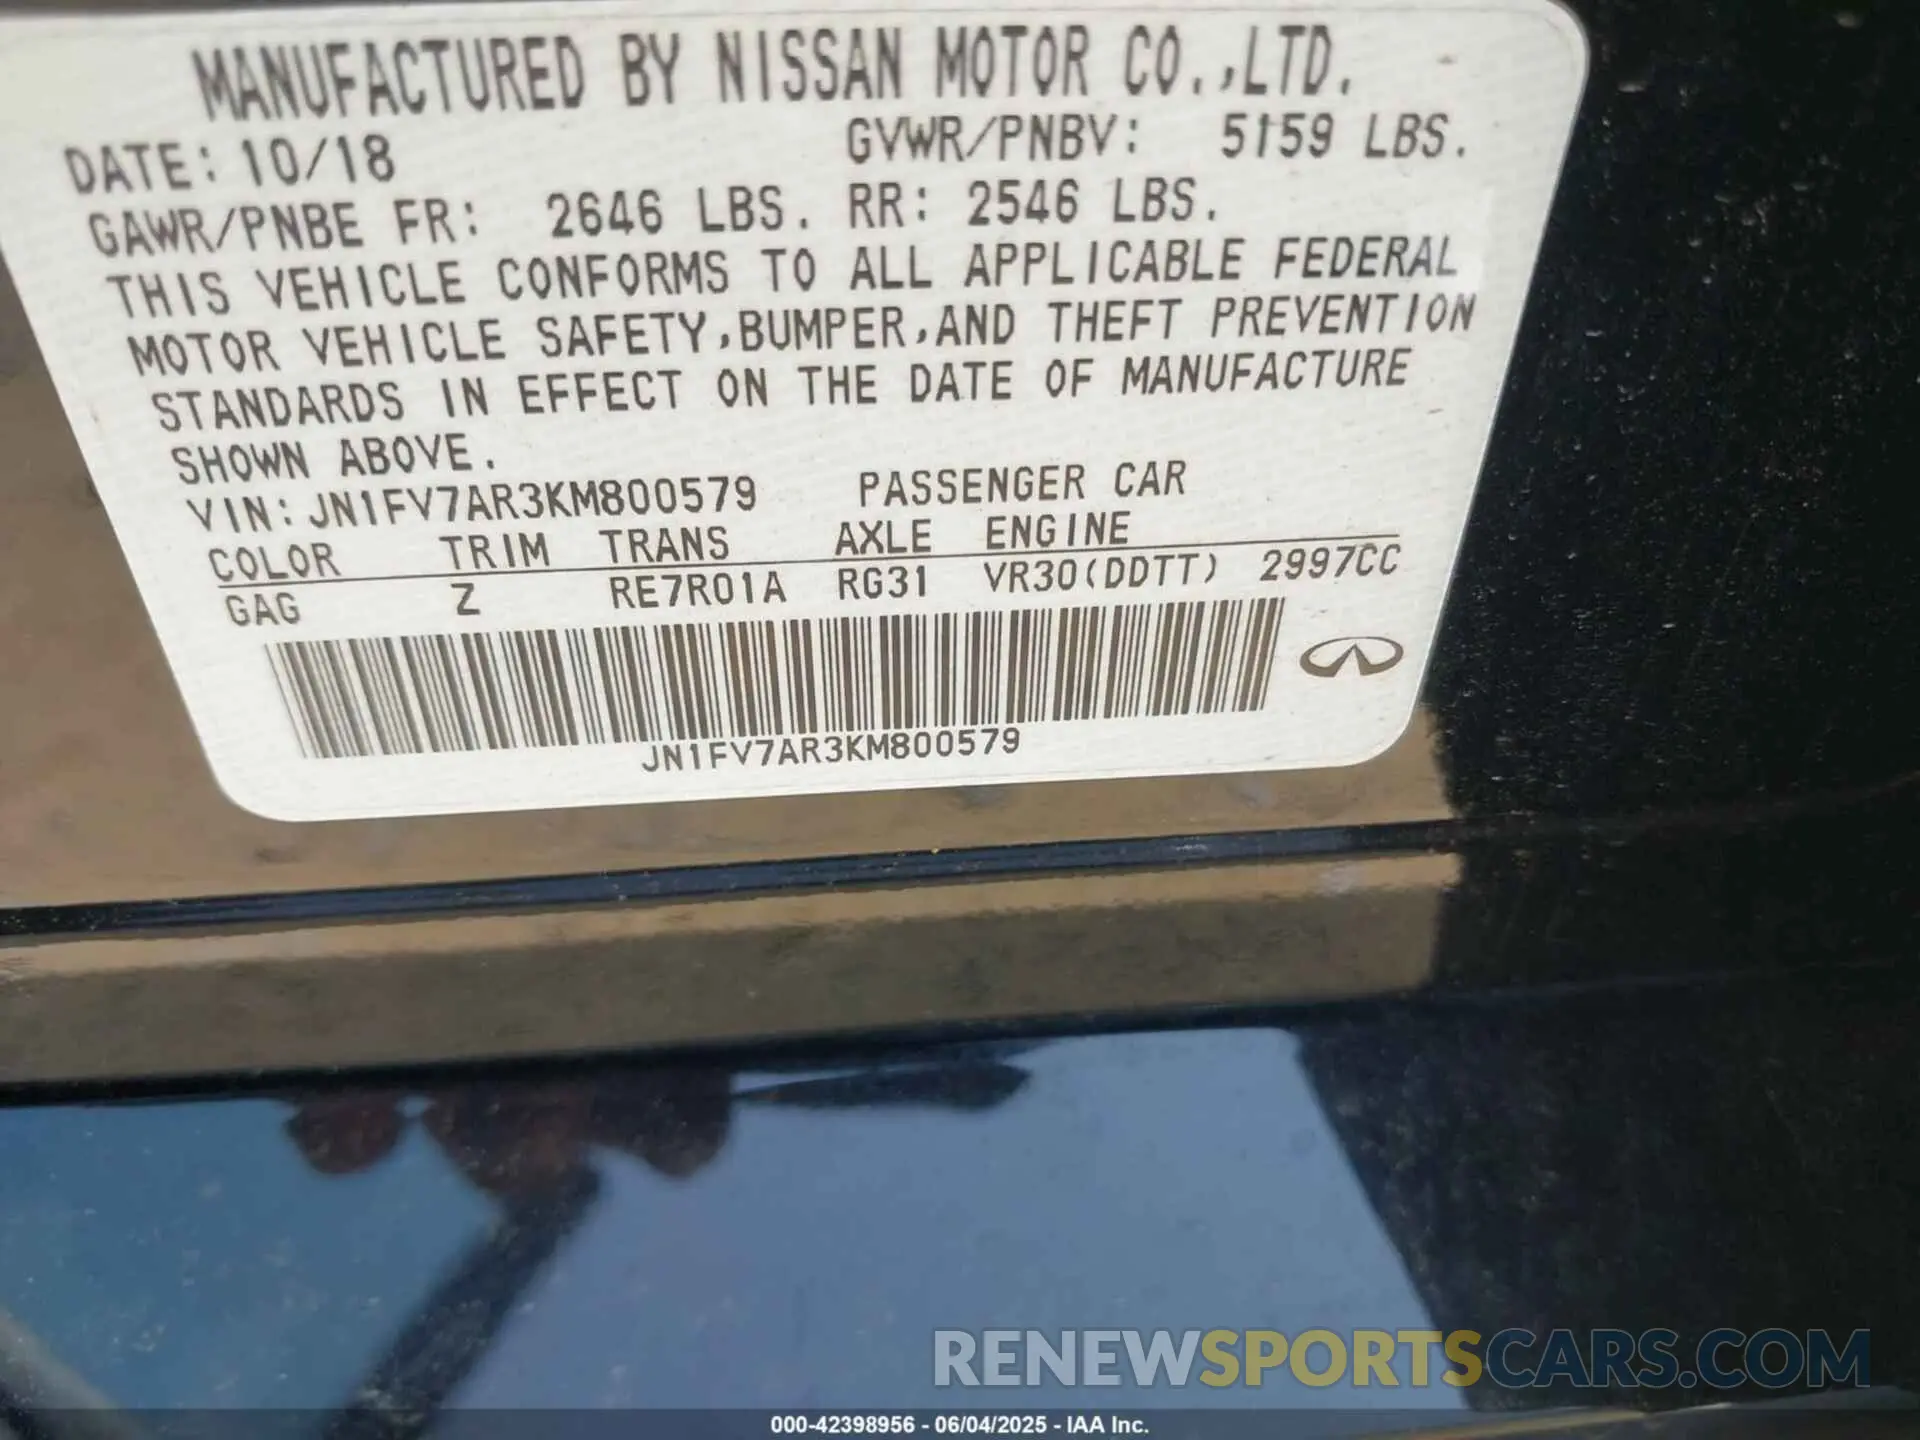 MANUFACTURED BY NISSAN MOTOR CO.,LTD.
DATE: 10/18 GVWR/PNBV: 5159 LBS.
GAWR/PNBE FR: 2646 LBS. RR: 2546 LBS.
THIS VEHICLE CONFORMS TO ALL APPLICABLE FEDERAL
MOTOR VEHICLE SAFETY,BUMPER,AND THEFT PREVENTION
STANDARDS IN EFFECT ON THE DATE OF MANUFACTURE
SHOWN ABOVE.
VIN: JN1FV7AR3KM800579 PASSENGER CAR
COLOR TRIM TRANS AXLE ENGINE
GAG Z RE7R01A RG31 VR30(DDTT) 2997CC
JN1FV7AR3KM800579
RENEWSPORTSCARS.COM
000-42398956 - 06/04/2025 - IAA Inc.